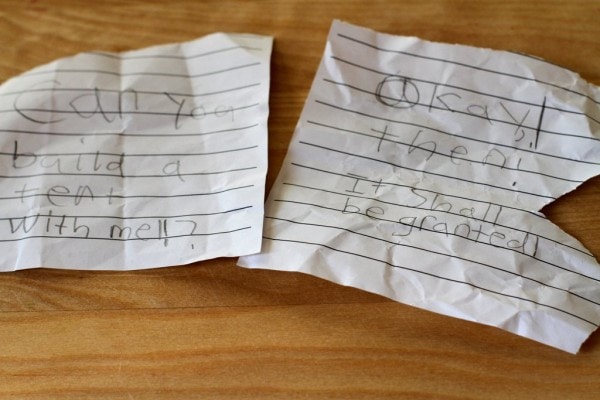 Can you
build a
tent
with me!!?
Okay!,
then!
It shall
be granted!